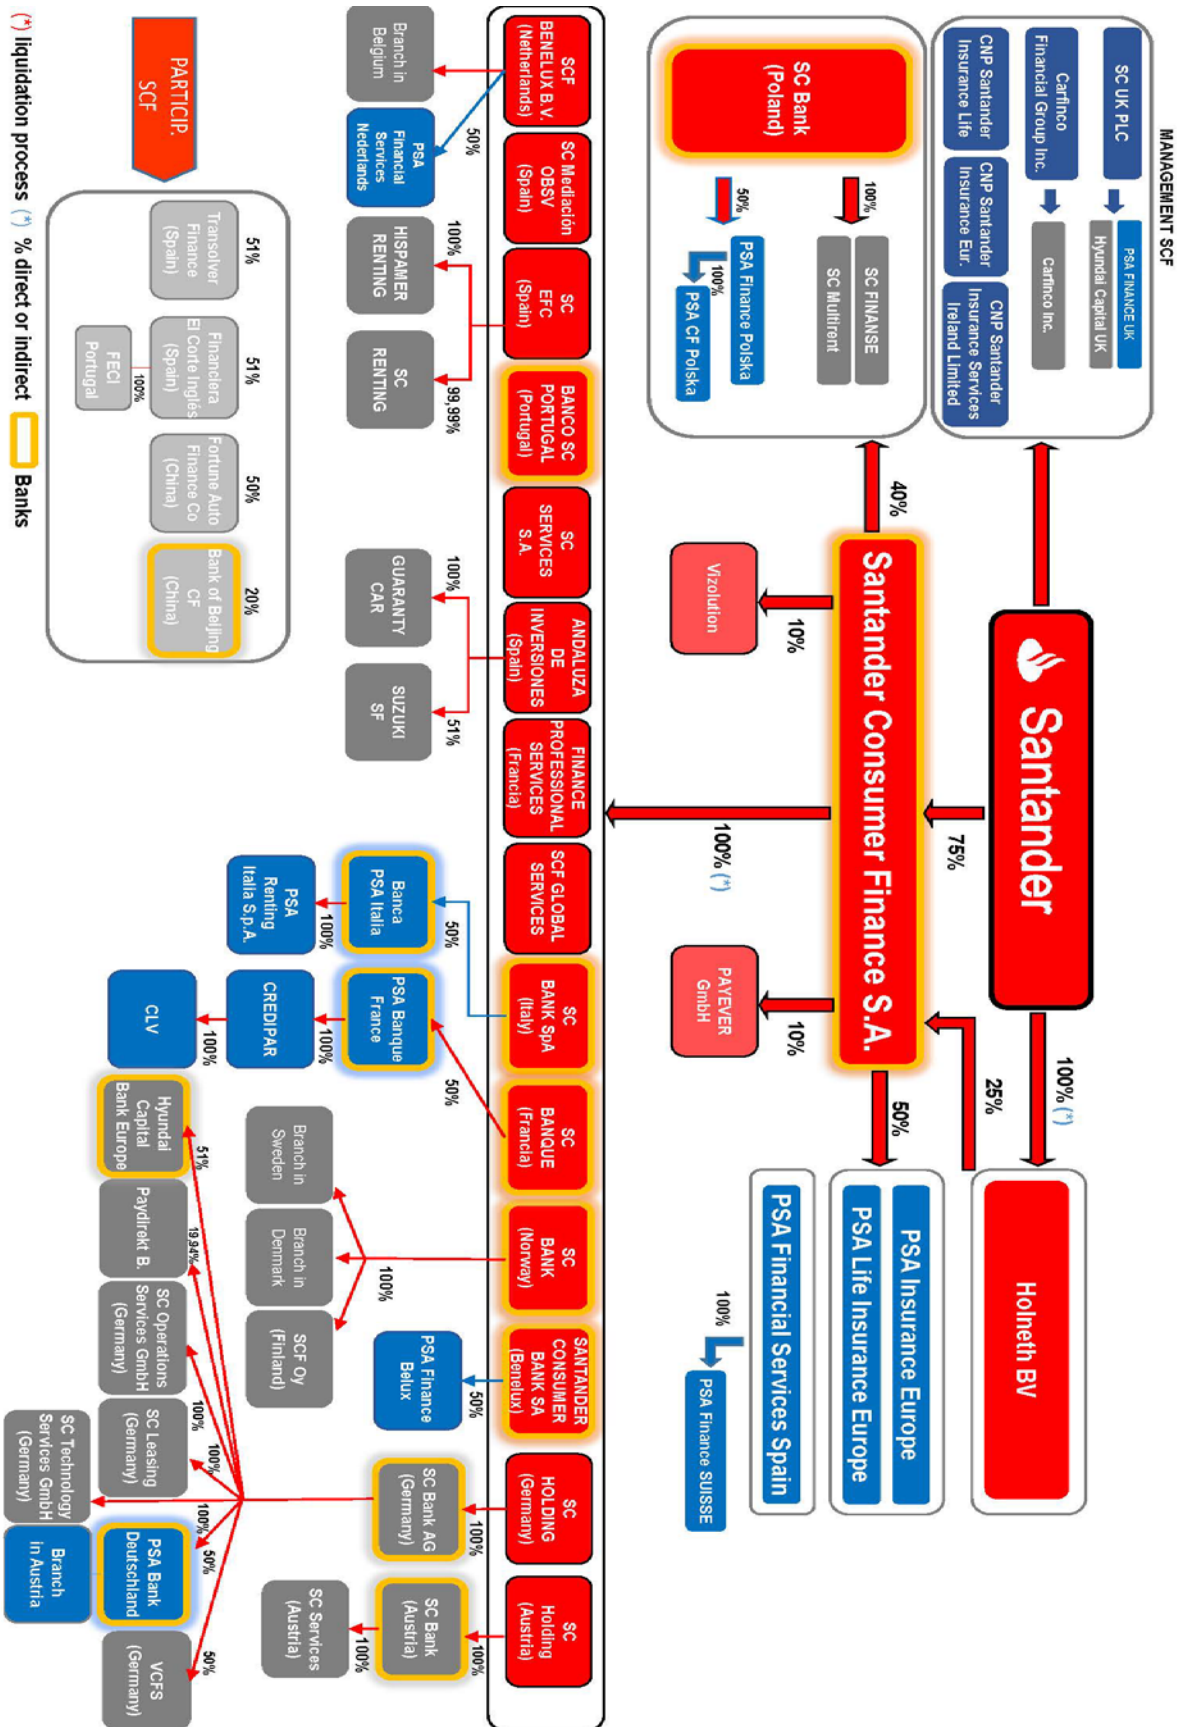 MANAGEMENT SCF
SC UK PLC
PSA FINANCE UK
Hyundai Capital UK
Carfinco
Financial Group Inc.
Carfinco Inc.
CNP Santander
Insurance Life
CNP Santander
Insurance Eur.
CNP Santander
Insurance Services
Ireland Limited
Santander
100% (*)
Holneth BV
75%
25%
PSA Insurance Europe
PSA Life Insurance Europe
50%
PSA Financial Services Spain
100%
PSA Finance SUISSE
Santander Consumer Finance S.A.
40%
SC Bank
(Poland)
100%
SC FINANSE
SC Multirent
50%
PSA Finance Polska
100%
PSA CF Polska
10%
Vizolution
10%
PAYEVER
GmbH
100% (*)
SCF
BENELUX B.V.
(Netherlands)
SC Mediación
OBSV
(Spain)
SC
EFC
(Spain)
BANCO SC
PORTUGAL
(Portugal)
SC
SERVICES
S.A.
ANDALUZA
DE
INVERSIONES
(Spain)
FINANCE
PROFESSIONAL
SERVICES
(Francia)
SCF GLOBAL
SERVICES
SC
BANK SpA
(Italy)
SC
BANQUE
(Francia)
SC
BANK
(Norway)
SANTANDER
CONSUMER
BANK SA
(Benelux)
SC
HOLDING
(Germany)
SC
Holding
(Austria)
Branch in
Belgium
50%
PSA
Financial
Services
Nederlands
100%
HISPAMER
RENTING
99,99%
SC
RENTING
100%
GUARANTY
CAR
51%
SUZUKI
SF
50%
Banca
PSA Italia
100%
PSA
Renting
Italia S.p.A.
50%
PSA Banque
France
100%
CREDIPAR
100%
CLV
100%
Branch in
Sweden
Branch in
Denmark
SCF Oy
(Finland)
50%
PSA Finance
Belux
100%
SC Bank AG
(Germany)
100%
SC Bank
(Austria)
100%
SC Services
(Austria)
51%
Hyundai
Capital
Bank Europe
19,94%
Paydirekt B.
100%
SC Operations
Services GmbH
(Germany)
100%
SC Leasing
(Germany)
100%
SC Technology
Services GmbH
(Germany)
50%
PSA Bank
Deutschland
Branch
in Austria
50%
VCFS
(Germany)
PARTICIP.
SCF
51%
Transolver
Finance
(Spain)
51%
Financiera
El Corte Inglés
(Spain)
100%
FECI
Portugal
50%
Fortune Auto
Finance Co
(China)
20%
Bank of Beijing
CF
(China)
(*) liquidation process (*) % direct or indirect Banks